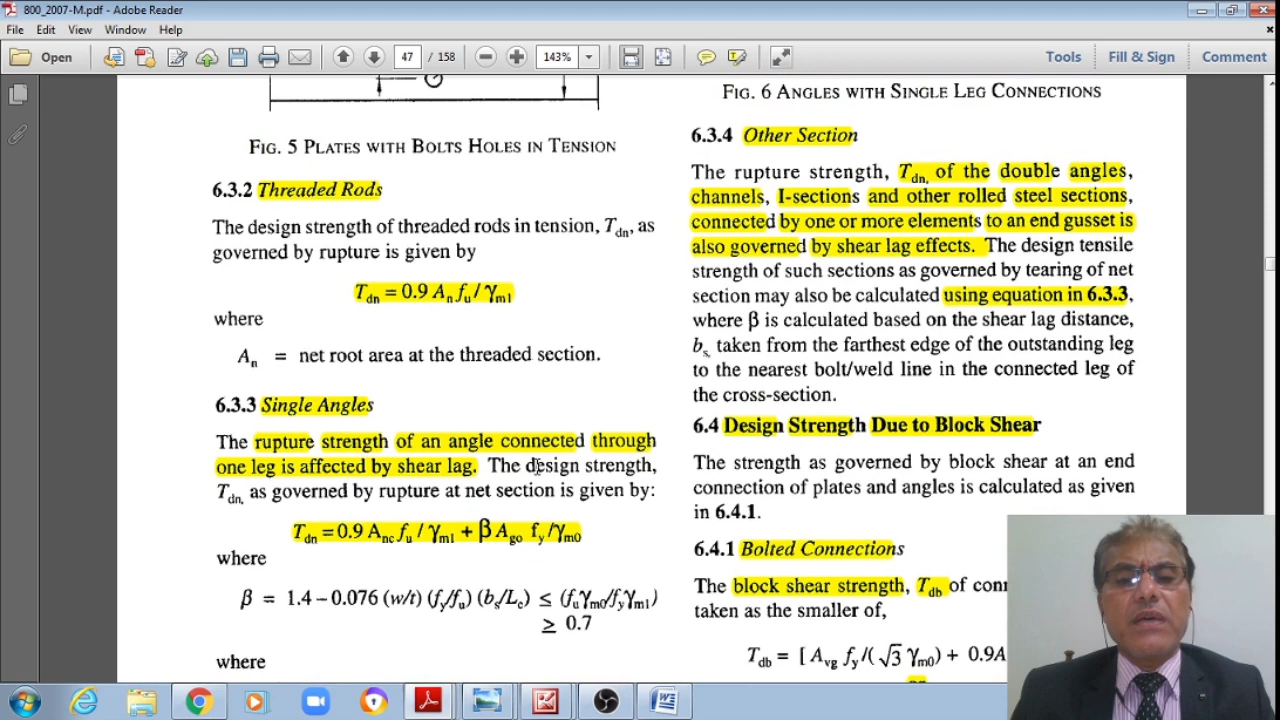 800_2007-M.pdf - Adobe Reader
File Edit View Window Help
Open 47 / 158 143% Tools Fill & Sign Comment
G
FIG. 5 PLATES WITH BOLTS HOLES IN TENSION
6.3.2 Threaded Rods
The design strength of threaded rods in tension, Tdn, as
governed by rupture is given by
Tdn = 0.9 An fu / γm1
where
An = net root area at the threaded section.
6.3.3 Single Angles
The rupture strength of an angle connected through
one leg is affected by shear lag. The design strength,
Tdn, as governed by rupture at net section is given by:
Tdn = 0.9 Anc fu / γm1 + β Ago fy /γm0
where
β = 1.4 – 0.076 (w/t) (fy/fu) (bs/Lc) ≤ (fuγm0/fyγm1)
≥ 0.7
where
FIG. 6 ANGLES WITH SINGLE LEG CONNECTIONS
6.3.4 Other Section
The rupture strength, Tdn, of the double angles,
channels, I-sections and other rolled steel sections,
connected by one or more elements to an end gusset is
also governed by shear lag effects. The design tensile
strength of such sections as governed by tearing of net
section may also be calculated using equation in 6.3.3,
where β is calculated based on the shear lag distance,
bs, taken from the farthest edge of the outstanding leg
to the nearest bolt/weld line in the connected leg of
the cross-section.
6.4 Design Strength Due to Block Shear
The strength as governed by block shear at an end
connection of plates and angles is calculated as given
in 6.4.1.
6.4.1 Bolted Connections
The block shear strength, Tdb of
taken as the smaller of,
Tdb = [ Avg fy /( √3 γm0) + 0.9A